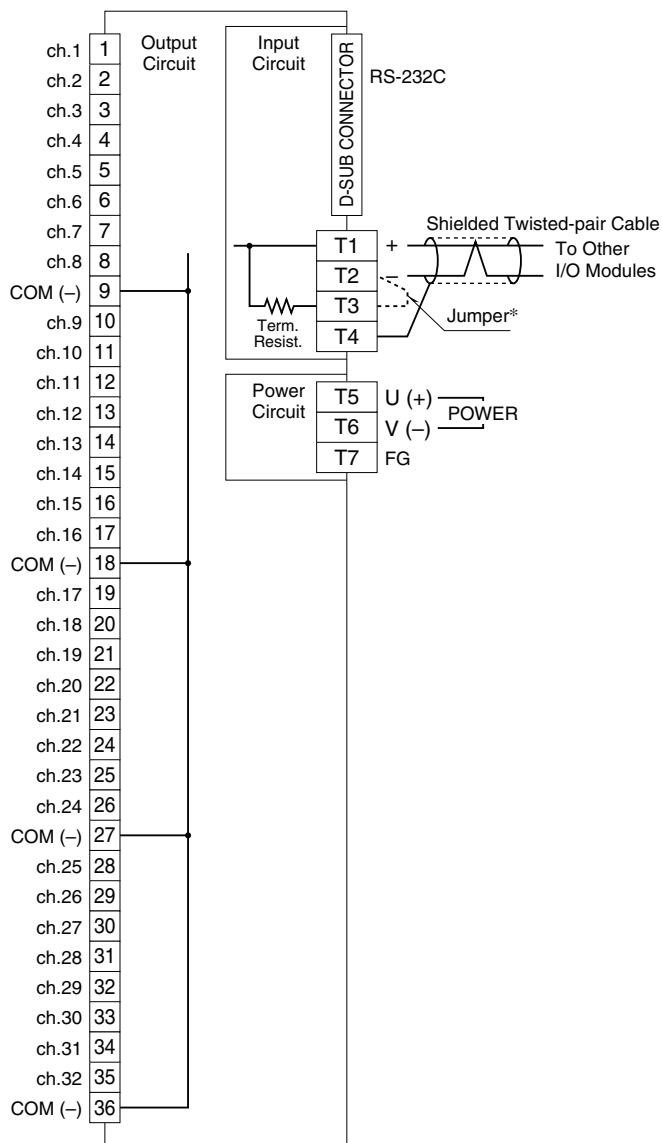 ch.1 1
ch.2 2
ch.3 3
ch.4 4
ch.5 5
ch.6 6
ch.7 7
ch.8 8
COM (–) 9
ch.9 10
ch.10 11
ch.11 12
ch.12 13
ch.13 14
ch.14 15
ch.15 16
ch.16 17
COM (–) 18
ch.17 19
ch.18 20
ch.19 21
ch.20 22
ch.21 23
ch.22 24
ch.23 25
ch.24 26
COM (–) 27
ch.25 28
ch.26 29
ch.27 30
ch.28 31
ch.29 32
ch.30 33
ch.31 34
ch.32 35
COM (–) 36
Output
Circuit
Input
Circuit
D-SUB CONNECTOR
RS-232C
T1 +
T2 –
T3
T4
Term.
Resist.
Shielded Twisted-pair Cable
To Other
I/O Modules
Jumper*
Power
Circuit
T5 U (+)
T6 V (–)
T7 FG
POWER